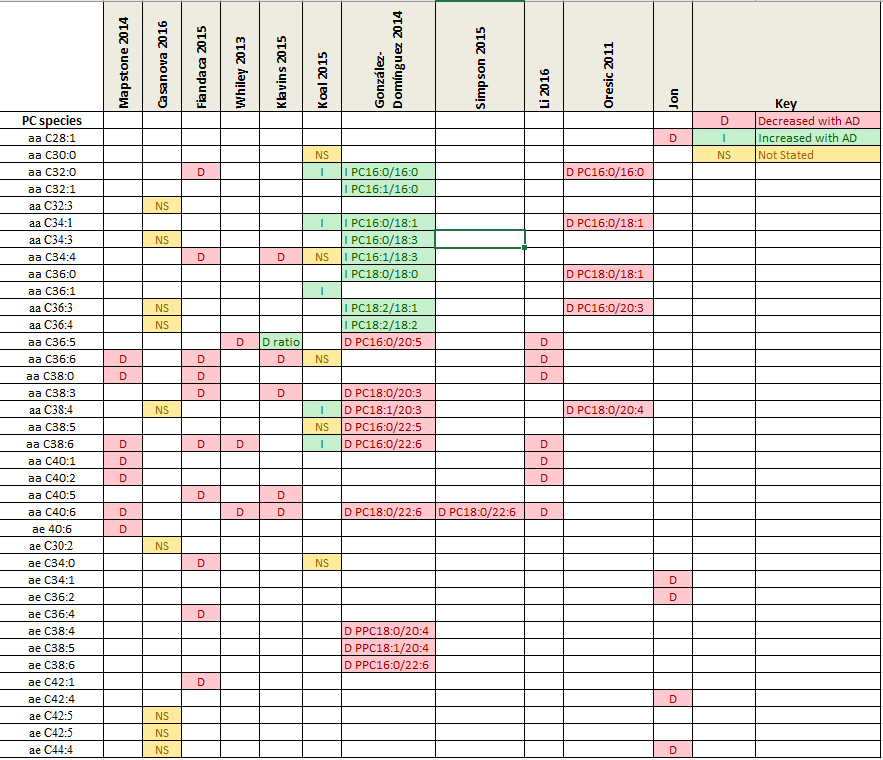 Mapstone 2014 Casanova 2016 Fiandaca 2015 Whiley 2013 Klavins 2015 Koal 2015 González-Domínguez 2014 Simpson 2015 Li 2016 Oresic 2011 Jon Key
PC species D Decreased with AD
aa C28:1 D I Increased with AD
aa C30:0 NS NS Not Stated
aa C32:0 D I I PC16:0/16:0 D PC16:0/16:0
aa C32:1 I PC16:1/16:0
aa C32:3 NS
aa C34:1 I I PC16:0/18:1 D PC16:0/18:1
aa C34:3 NS I PC16:0/18:3
aa C34:4 D D NS I PC16:1/18:3
aa C36:0 I PC18:0/18:0 D PC18:0/18:1
aa C36:1 I
aa C36:3 NS I PC18:2/18:1 D PC16:0/20:3
aa C36:4 NS I PC18:2/18:2
aa C36:5 D D ratio D PC16:0/20:5 D
aa C36:6 D D D NS D
aa C38:0 D D D
aa C38:3 D D D PC18:0/20:3
aa C38:4 NS I D PC18:1/20:3 D PC18:0/20:4
aa C38:5 NS D PC16:0/22:5
aa C38:6 D D D I D PC16:0/22:6 D
aa C40:1 D D
aa C40:2 D D
aa C40:5 D D
aa C40:6 D D D D PC18:0/22:6 D PC18:0/22:6 D
ae 40:6 D
ae C30:2 NS
ae C34:0 D NS
ae C34:1 D
ae C36:2 D
ae C36:4 D
ae C38:4 D PPC18:0/20:4
ae C38:5 D PPC18:1/20:4
ae C38:6 D PPC16:0/22:6
ae C42:1 D
ae C42:4 D
ae C42:5 NS
ae C42:5 NS
ae C44:4 NS D